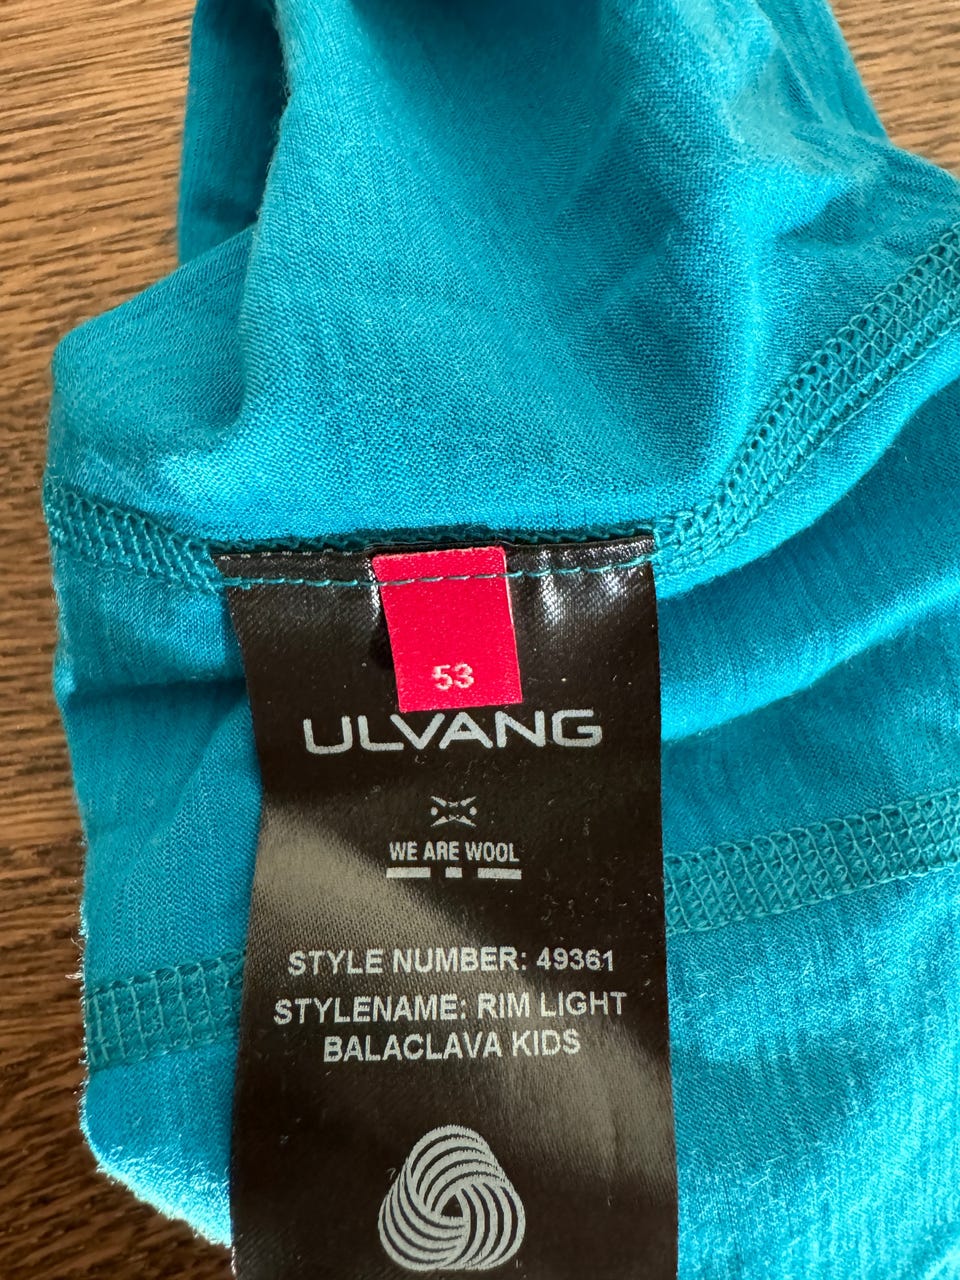 53
ULVANG
WE ARE WOOL
STYLE NUMBER: 49361
STYLENAME: RIM LIGHT
BALACLAVA KIDS